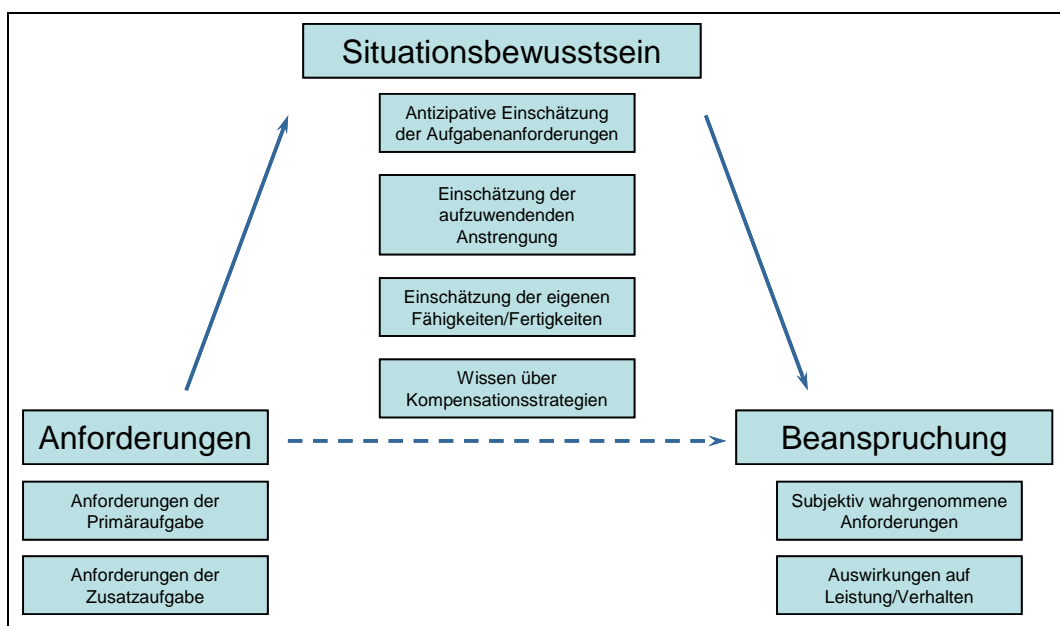 Situationsbewusstsein
Antizipative Einschätzung
der Aufgabenanforderungen
Einschätzung der
aufzuwendenden
Anstrengung
Einschätzung der eigenen
Fähigkeiten/Fertigkeiten
Wissen über
Kompensationsstrategien
Anforderungen
Anforderungen der
Primäraufgabe
Anforderungen der
Zusatzaufgabe
Beanspruchung
Subjektiv wahrgenommene
Anforderungen
Auswirkungen auf
Leistung/Verhalten